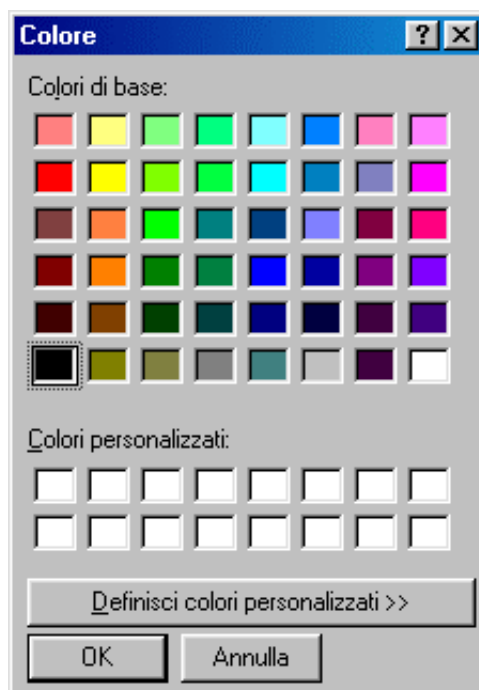 Colore
Colori di base:
Colori personalizzati:
Definisci colori personalizzati >>
OK
Annulla